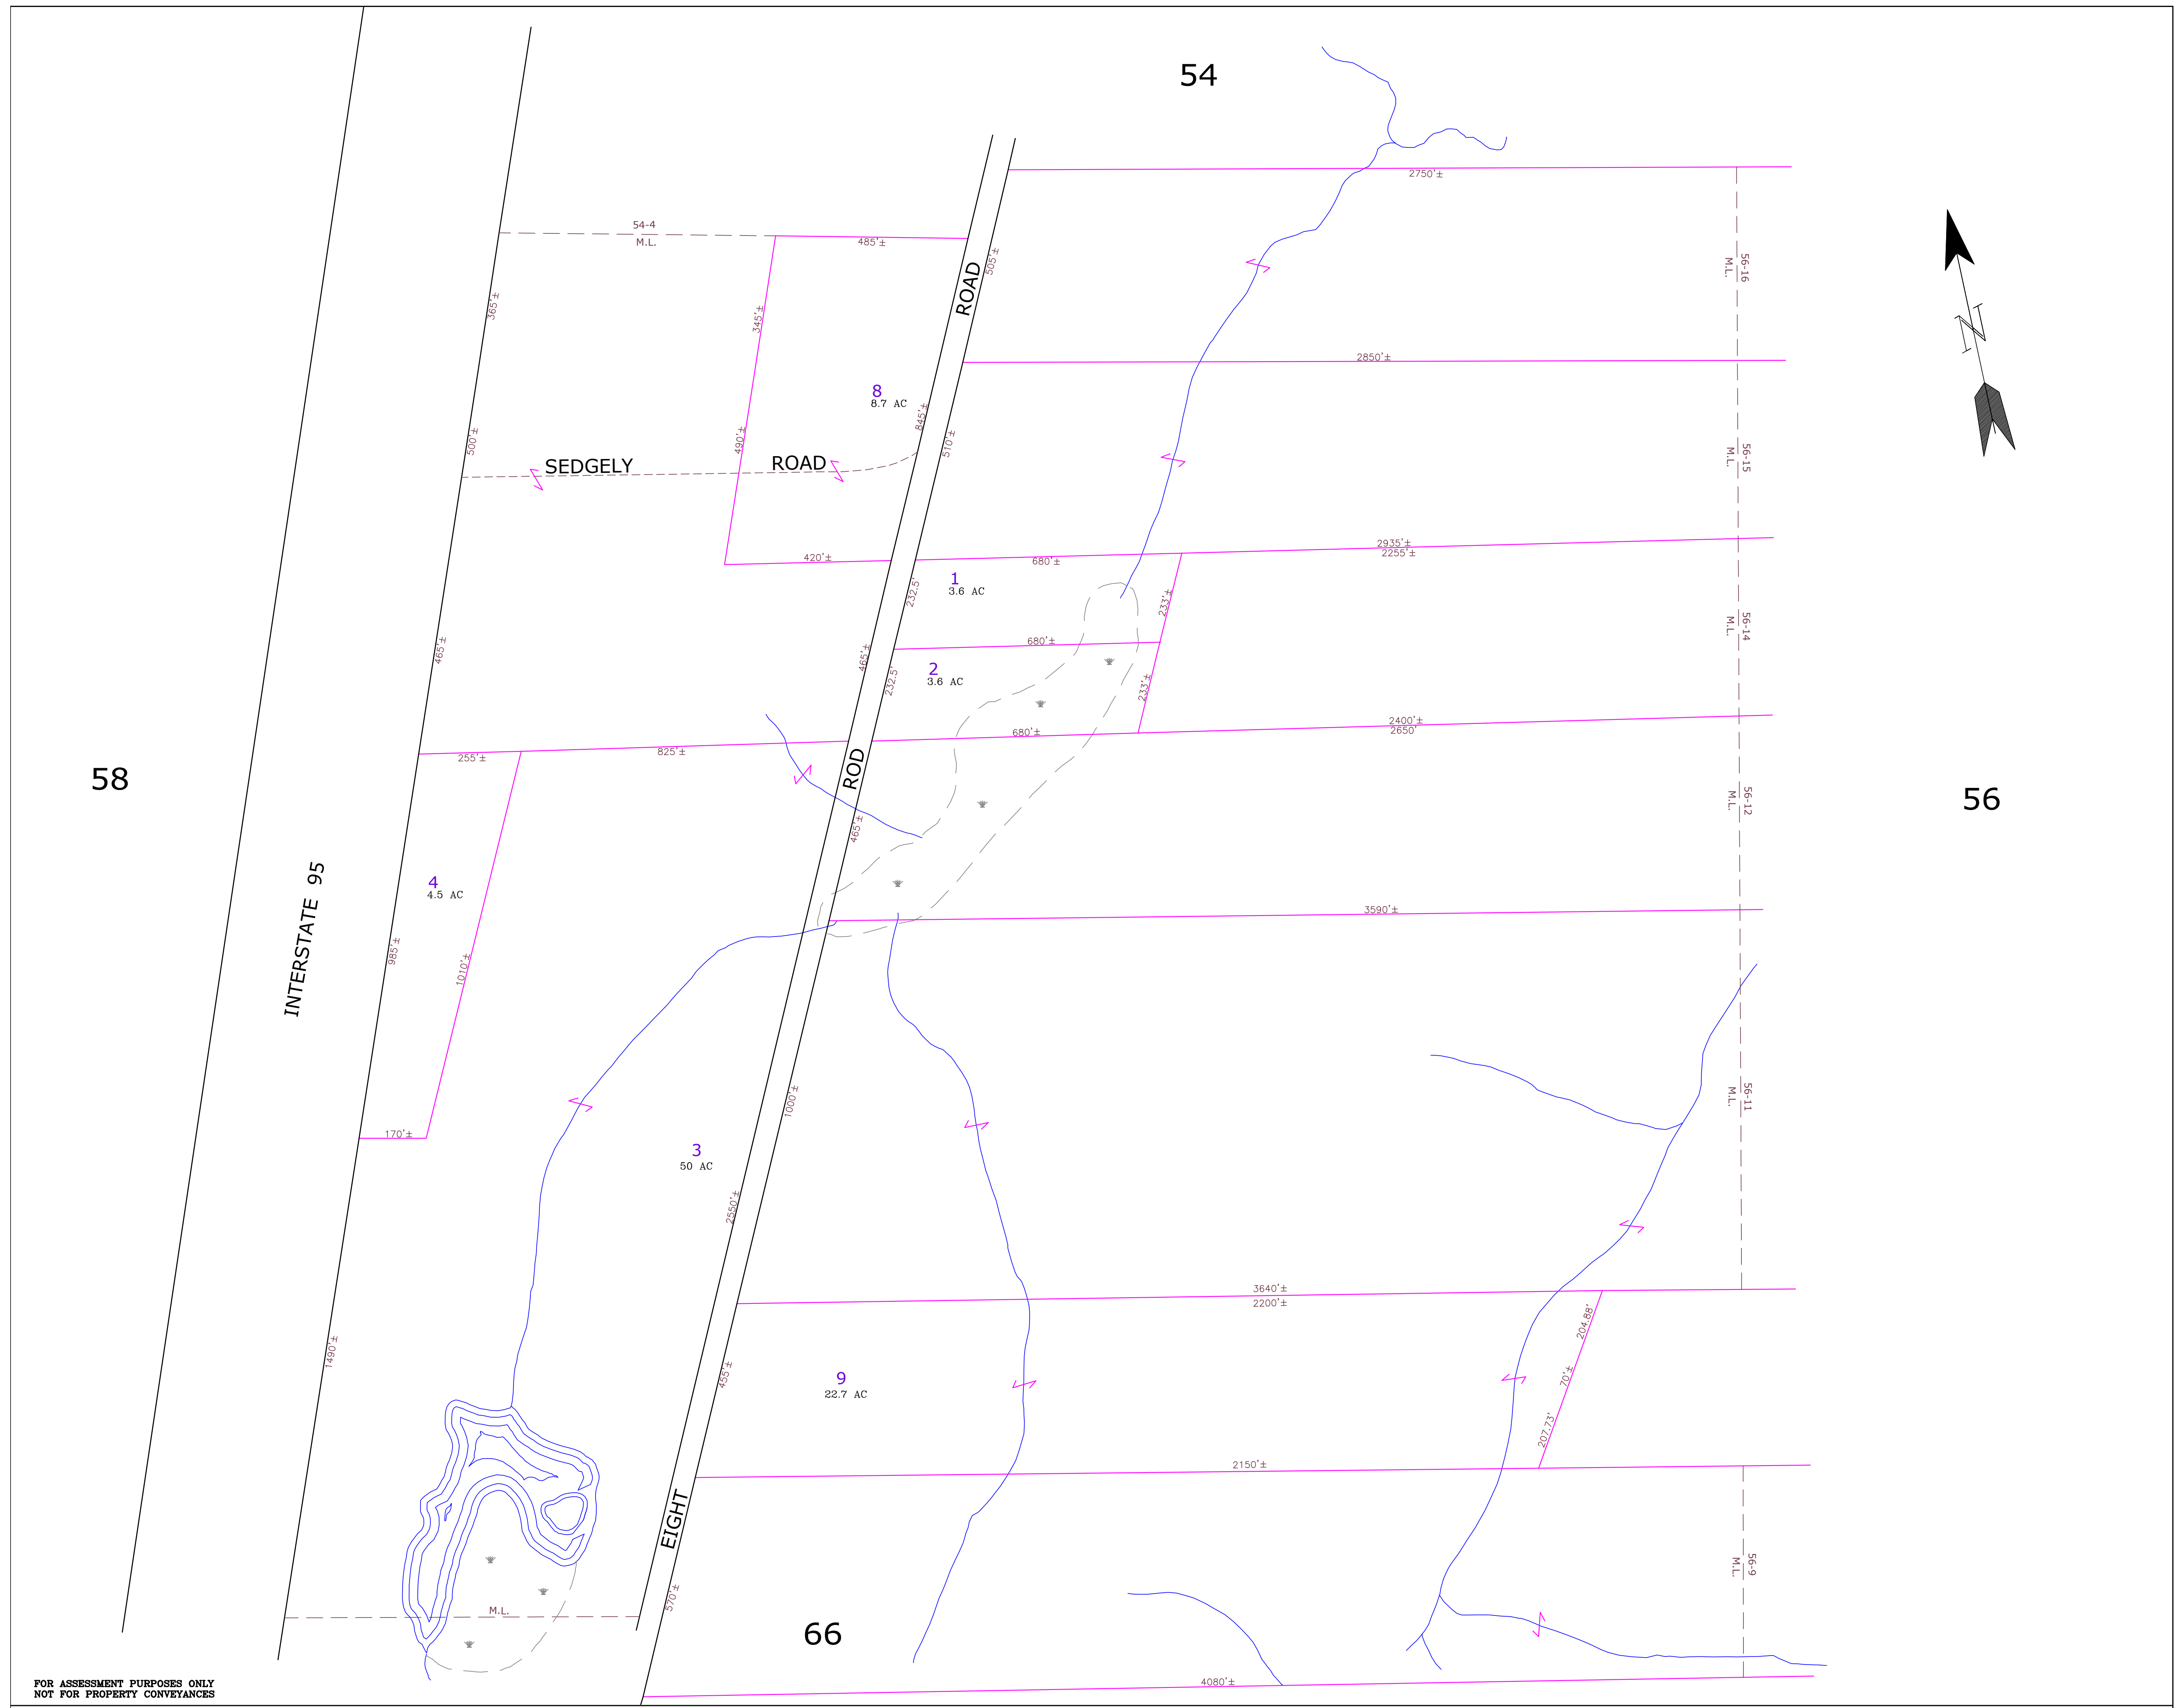 54
2750'±
54-4
M.L.
485'±
505'±
56-16
M.L.
ROAD
365'±
345'±
2850'±
8
8.7 AC
845'±
510'±
500'±
490'±
56-15
M.L.
SEDGELY ROAD
420'±
680'±
2935'±
2255'±
1
3.6 AC
232.5'
233'±
56-14
M.L.
465'±
465'±
680'±
2
3.6 AC
232.5'
233'±
2400'±
2650'
680'±
825'±
255'±
58
56
ROD
465'±
56-12
M.L.
4
4.5 AC
INTERSTATE 95
985'±
1010'±
3590'±
1000'±
56-11
M.L.
170'±
3
50 AC
2550'±
3640'±
2200'±
1490'±
455'±
9
22.7 AC
204.88'
70'±
207.73'
2150'±
EIGHT
570'±
56-9
M.L.
M.L.
66
4080'±
FOR ASSESSMENT PURPOSES ONLY
NOT FOR PROPERTY CONVEYANCES
N